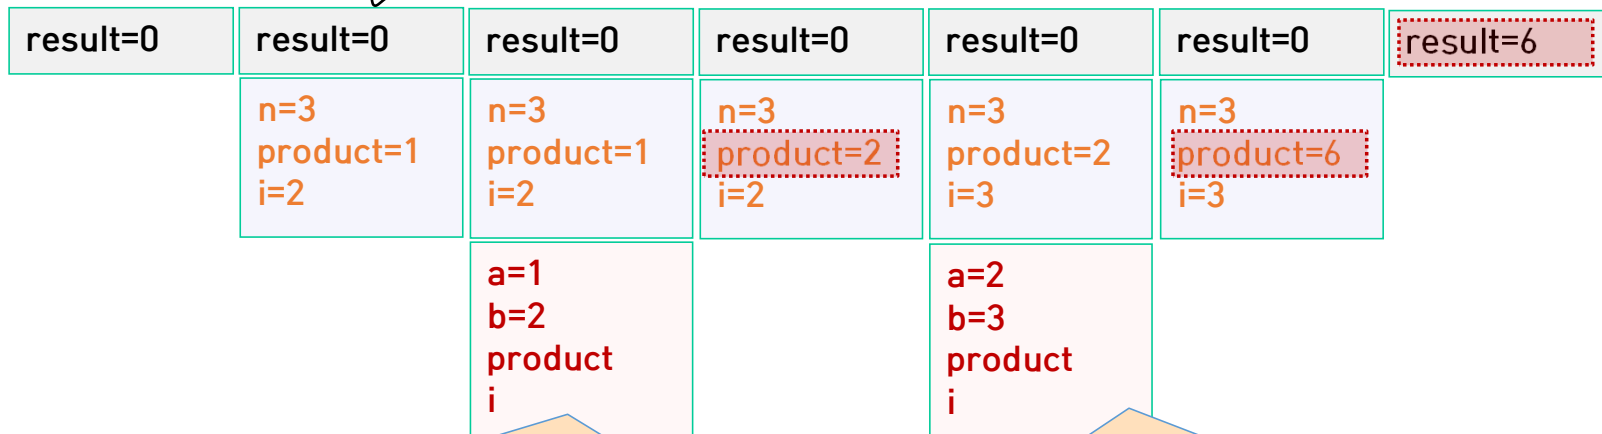 result=0
result=0
result=0
result=0
result=0
result=0
result=6
n=3
product=1
i=2
n=3
product=1
i=2
n=3
product=2
i=2
n=3
product=2
i=3
n=3
product=6
i=3
a=1
b=2
product
i
a=2
b=3
product
i